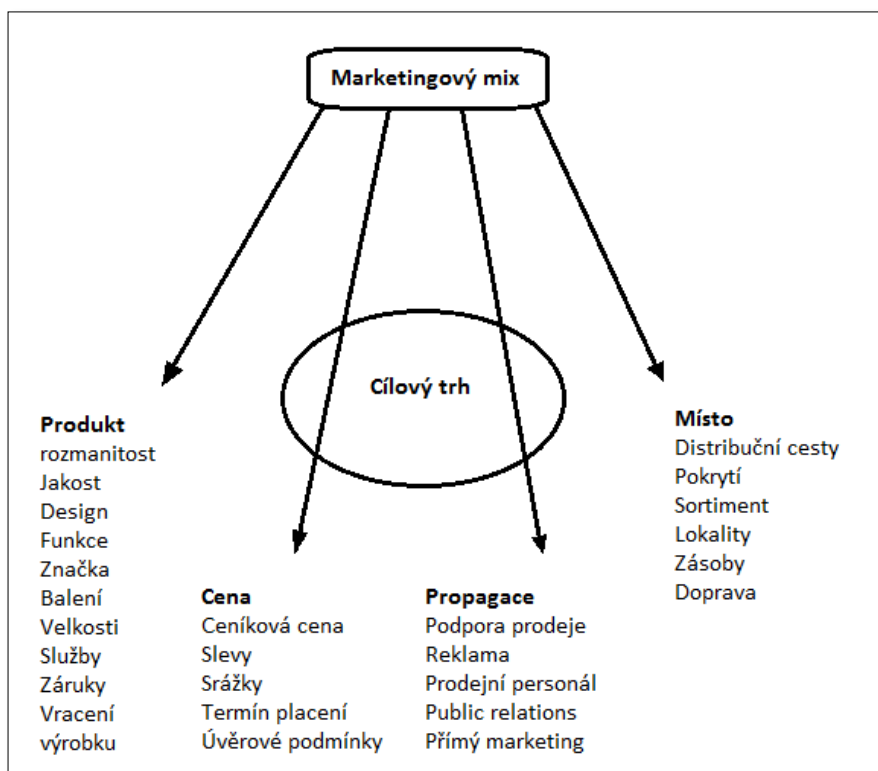 Marketingový mix
Cílový trh
Produkt
rozmanitost
Jakost
Design
Funkce
Značka
Balení
Velkosti
Služby
Záruky
Vracení
výrobku
Cena
Ceníková cena
Slevy
Srážky
Termín placení
Úvěrové podmínky
Propagace
Podpora prodeje
Reklama
Prodejní personál
Public relations
Přímý marketing
Místo
Distribuční cesty
Pokrytí
Sortiment
Lokality
Zásoby
Doprava